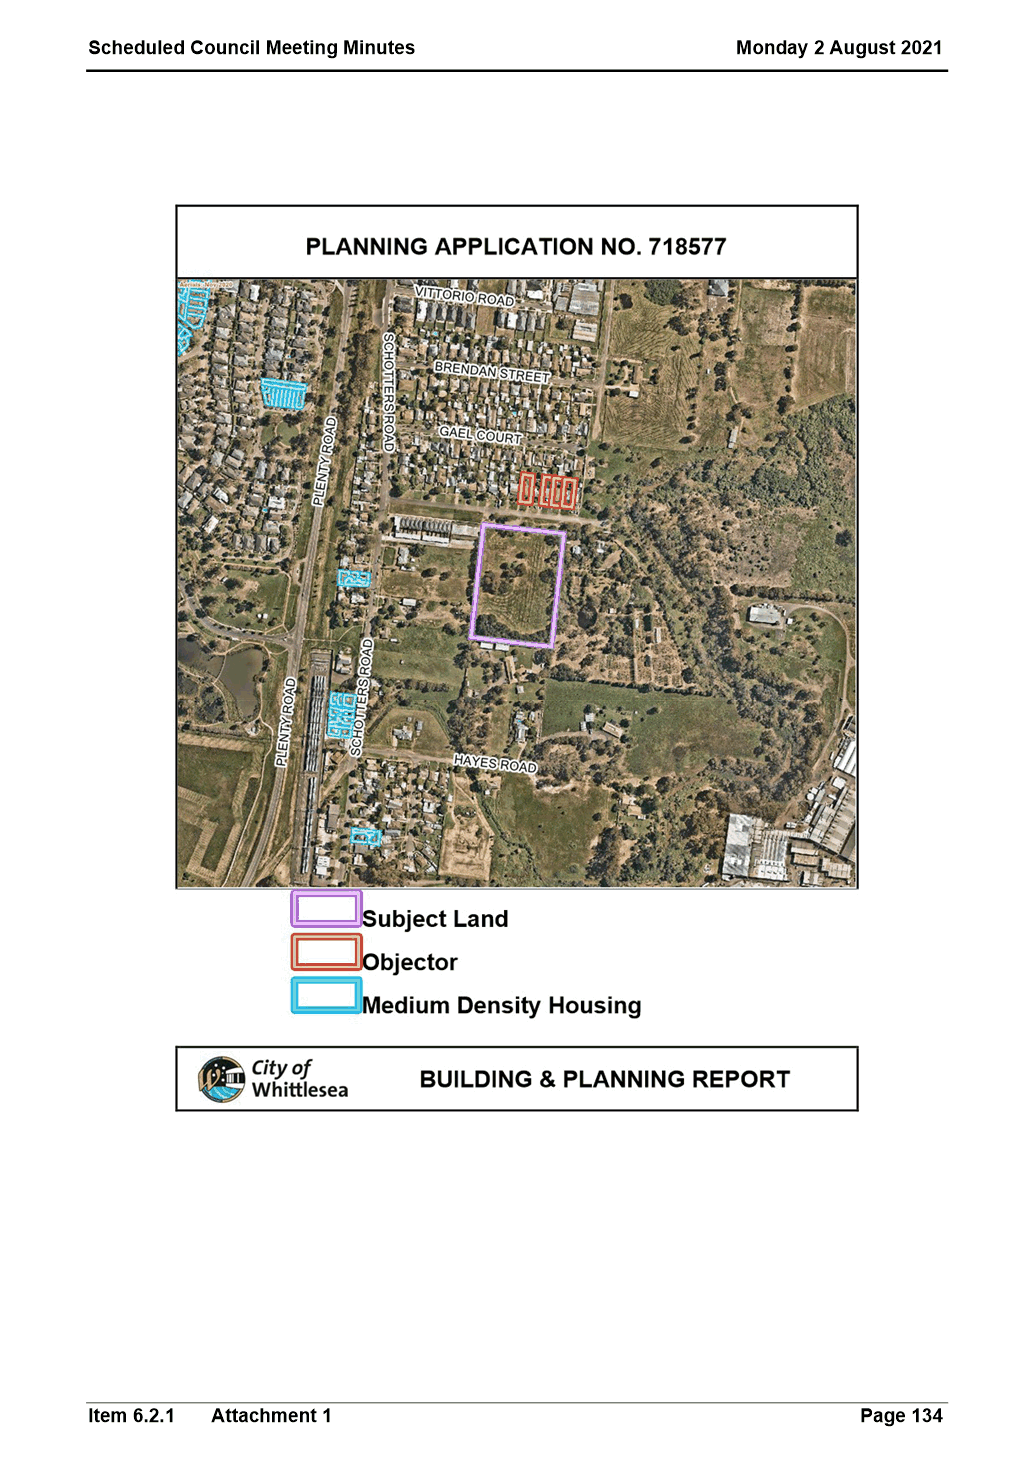 Scheduled Council Meeting Minutes Monday 2 August 2021
PLANNING APPLICATION NO. 718577
VITTORIO ROAD
SCHOTTERS ROAD
BRENDAN STREET
PLENTY ROAD
GAEL COURT
SCHOTTERS ROAD
PLENTY ROAD
HAYES ROAD
Subject Land
Objector
Medium Density Housing
City of
Whittlesea
BUILDING & PLANNING REPORT
Item 6.2.1 Attachment 1 Page 134